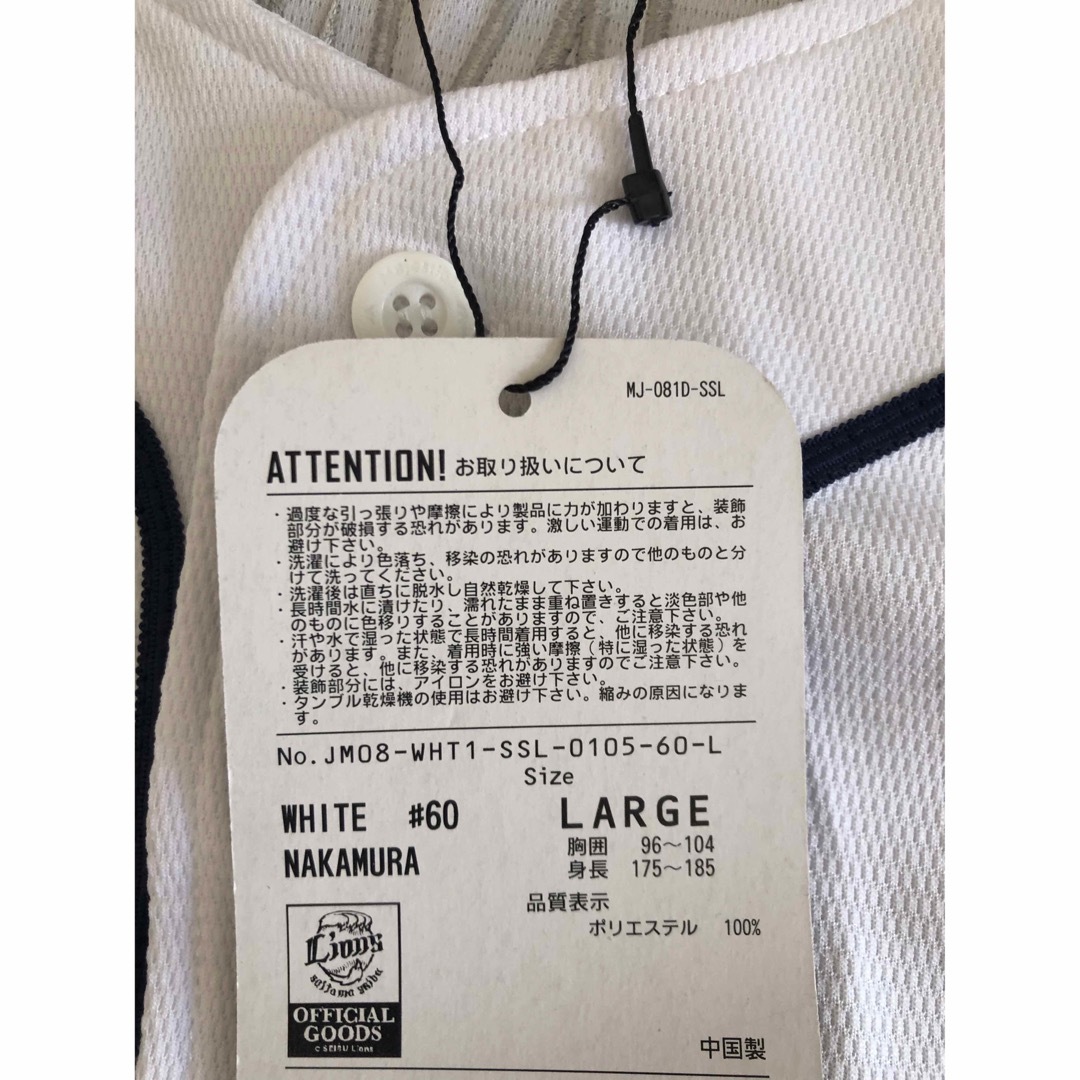 MJ-081D-SSL
ATTENTION! お取り扱いについて
・過度な引っ張りや摩擦により製品に力が加わりますと、装飾
部分が破損する恐れがあります。激しい運動での着用は、お
避け下さい。
・洗濯により色落ち、移染の恐れがありますので他のものと分
けて洗ってください。
・洗濯後は直ちに脱水し自然乾燥して下さい。
・長時間水に漬けたり、濡れたまま重ね置きすると淡色部や他
のものに色移りすることがありますので、ご注意下さい。
・汗や水で湿った状態で長時間着用すると、他に移染する恐れ
があります。また、着用時に強い摩擦（特に湿った状態）を
受けると、他に移染する恐れがありますのでご注意下さい。
・装飾部分には、アイロンをお避け下さい。
・タンブル乾燥機の使用はお避け下さい。縮みの原因になりま
す。
No.JM08-WHT1-SSL-0105-60-L
Size
WHITE #60 LARGE
NAKAMURA
胸囲 96〜104
身長 175〜185
品質表示
ポリエステル 100%
Lions
saitama seibu
OFFICIAL
GOODS
© SEIBU Lions
中国製